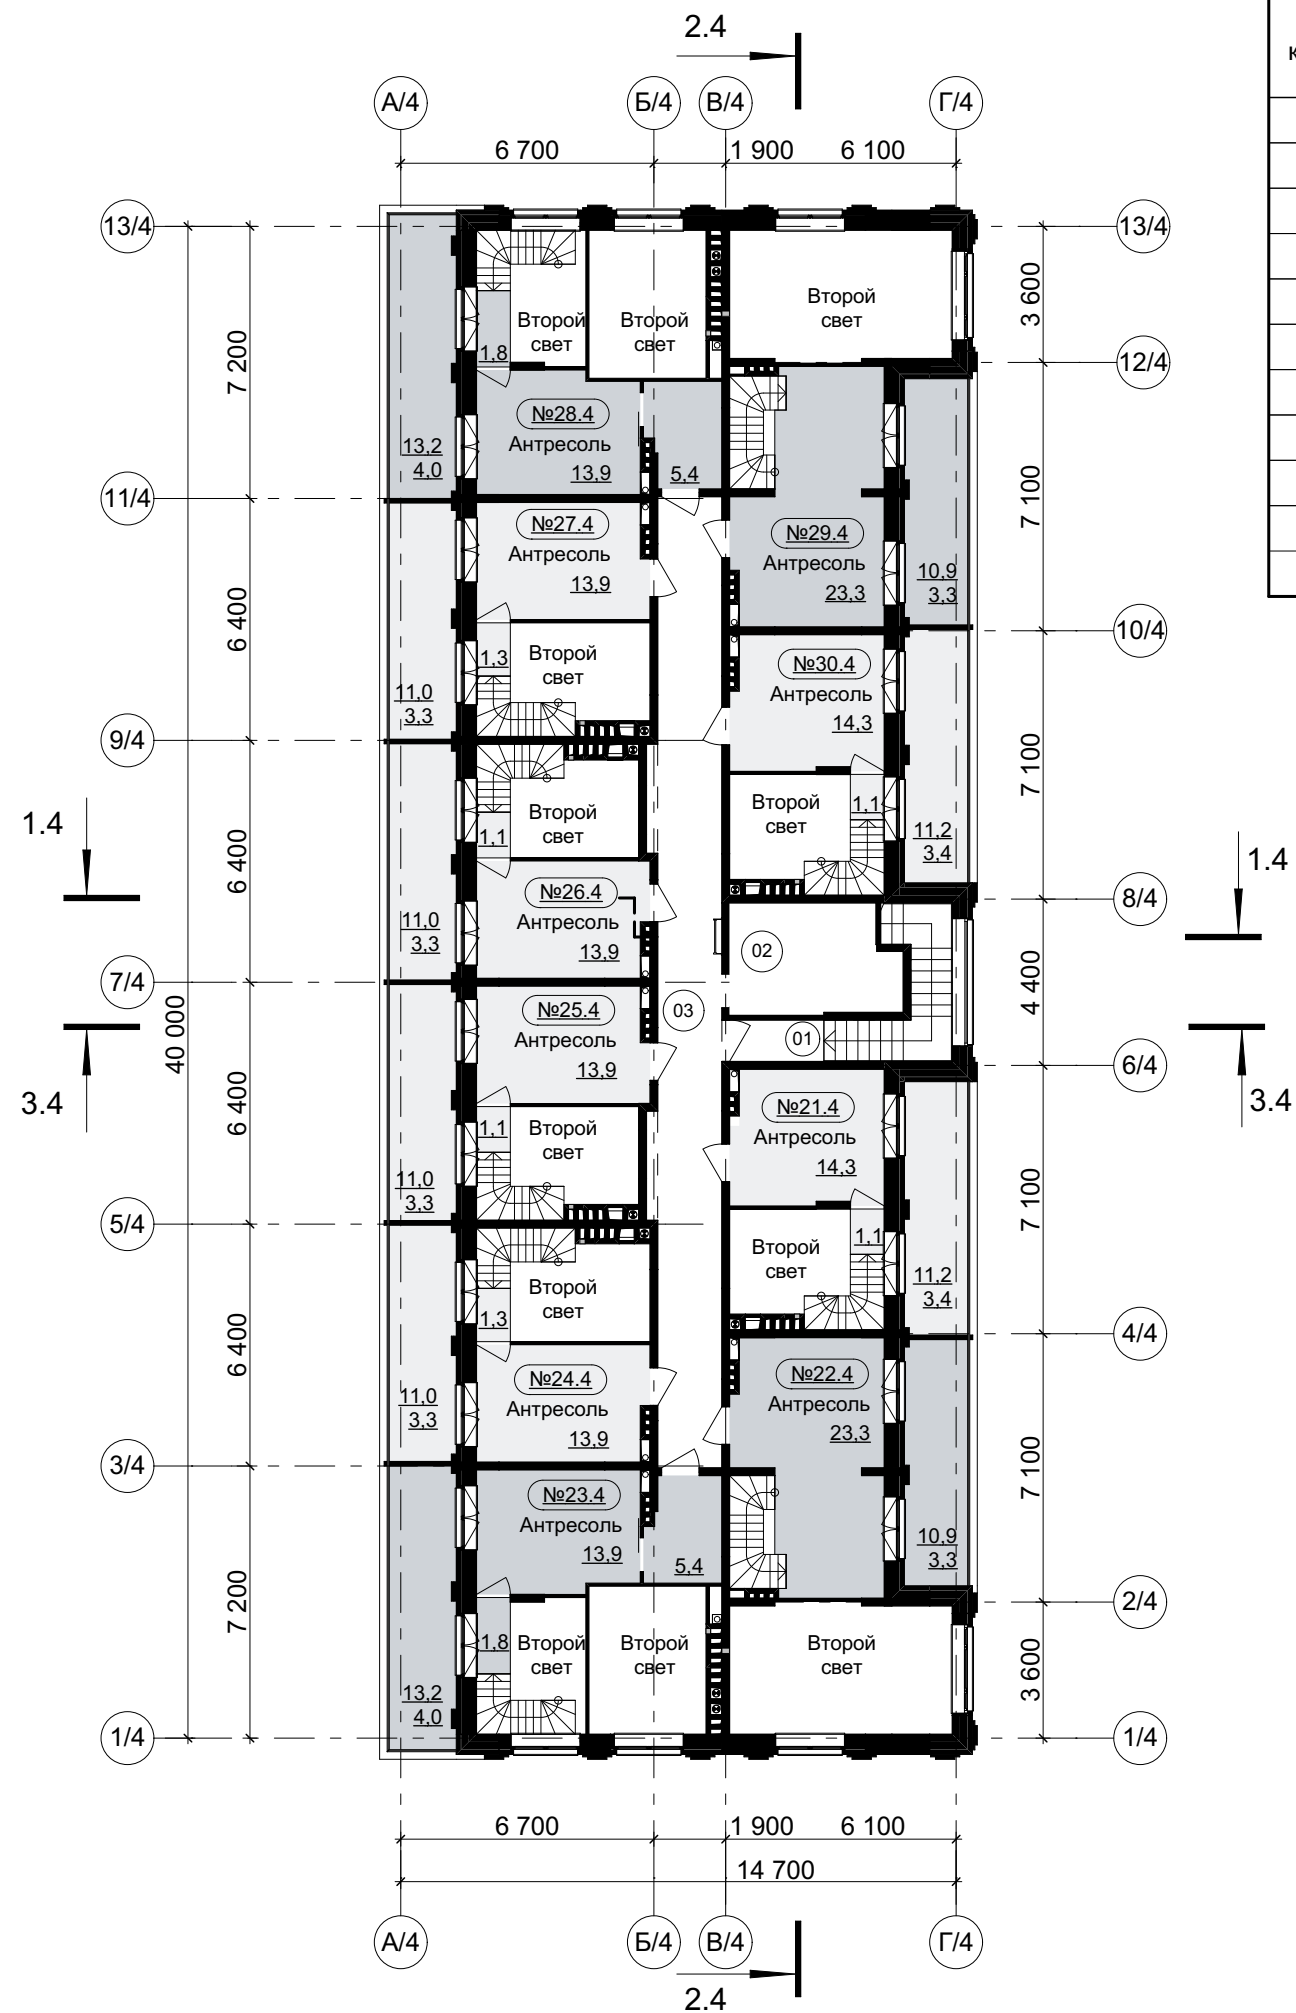 2.4
А/4 Б/4 В/4 Г/4
6 700 1 900 6 100
13/4 13/4
Второй
свет
Второй
свет
Второй
свет
3 600
1,8
12/4
7 200
№28.4
Антресоль
13,9
13,2
4,0
5,4
11/4
7 100
№27.4
Антресоль
13,9
№29.4
Антресоль
23,3
10,9
3,3
6 400
10/4
1,3
Второй
свет
11,0
3,3
№30.4
Антресоль
14,3
9/4
7 100
1,1
Второй
свет
Второй
свет
1,1
11,2
3,4
1.4
1.4
6 400
№26.4
Антресоль
13,9
11,0
3,3
8/4
02
7/4
4 400
40 000
№25.4
Антресоль
13,9
03
01
6/4
3.4
3.4
6 400
1,1
Второй
свет
11,0
3,3
№21.4
Антресоль
14,3
7 100
5/4
Второй
свет
1,1
11,2
3,4
Второй
свет
1,3
6 400
4/4
№24.4
Антресоль
13,9
11,0
3,3
№22.4
Антресоль
23,3
3/4
7 100
№23.4
Антресоль
13,9
5,4
10,9
3,3
7 200
2/4
1,8
Второй
свет
Второй
свет
Второй
свет
3 600
13,2
4,0
1/4 1/4
6 700 1 900 6 100
14 700
А/4 Б/4 В/4 Г/4
2.4